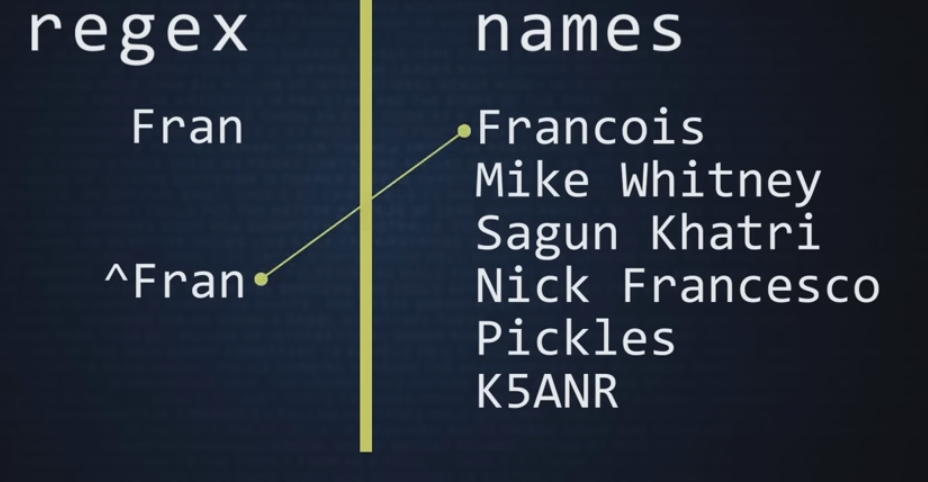 regex
Fran
^Fran
names
Francois
Mike Whitney
Sagun Khatri
Nick Francesco
Pickles
K5ANR